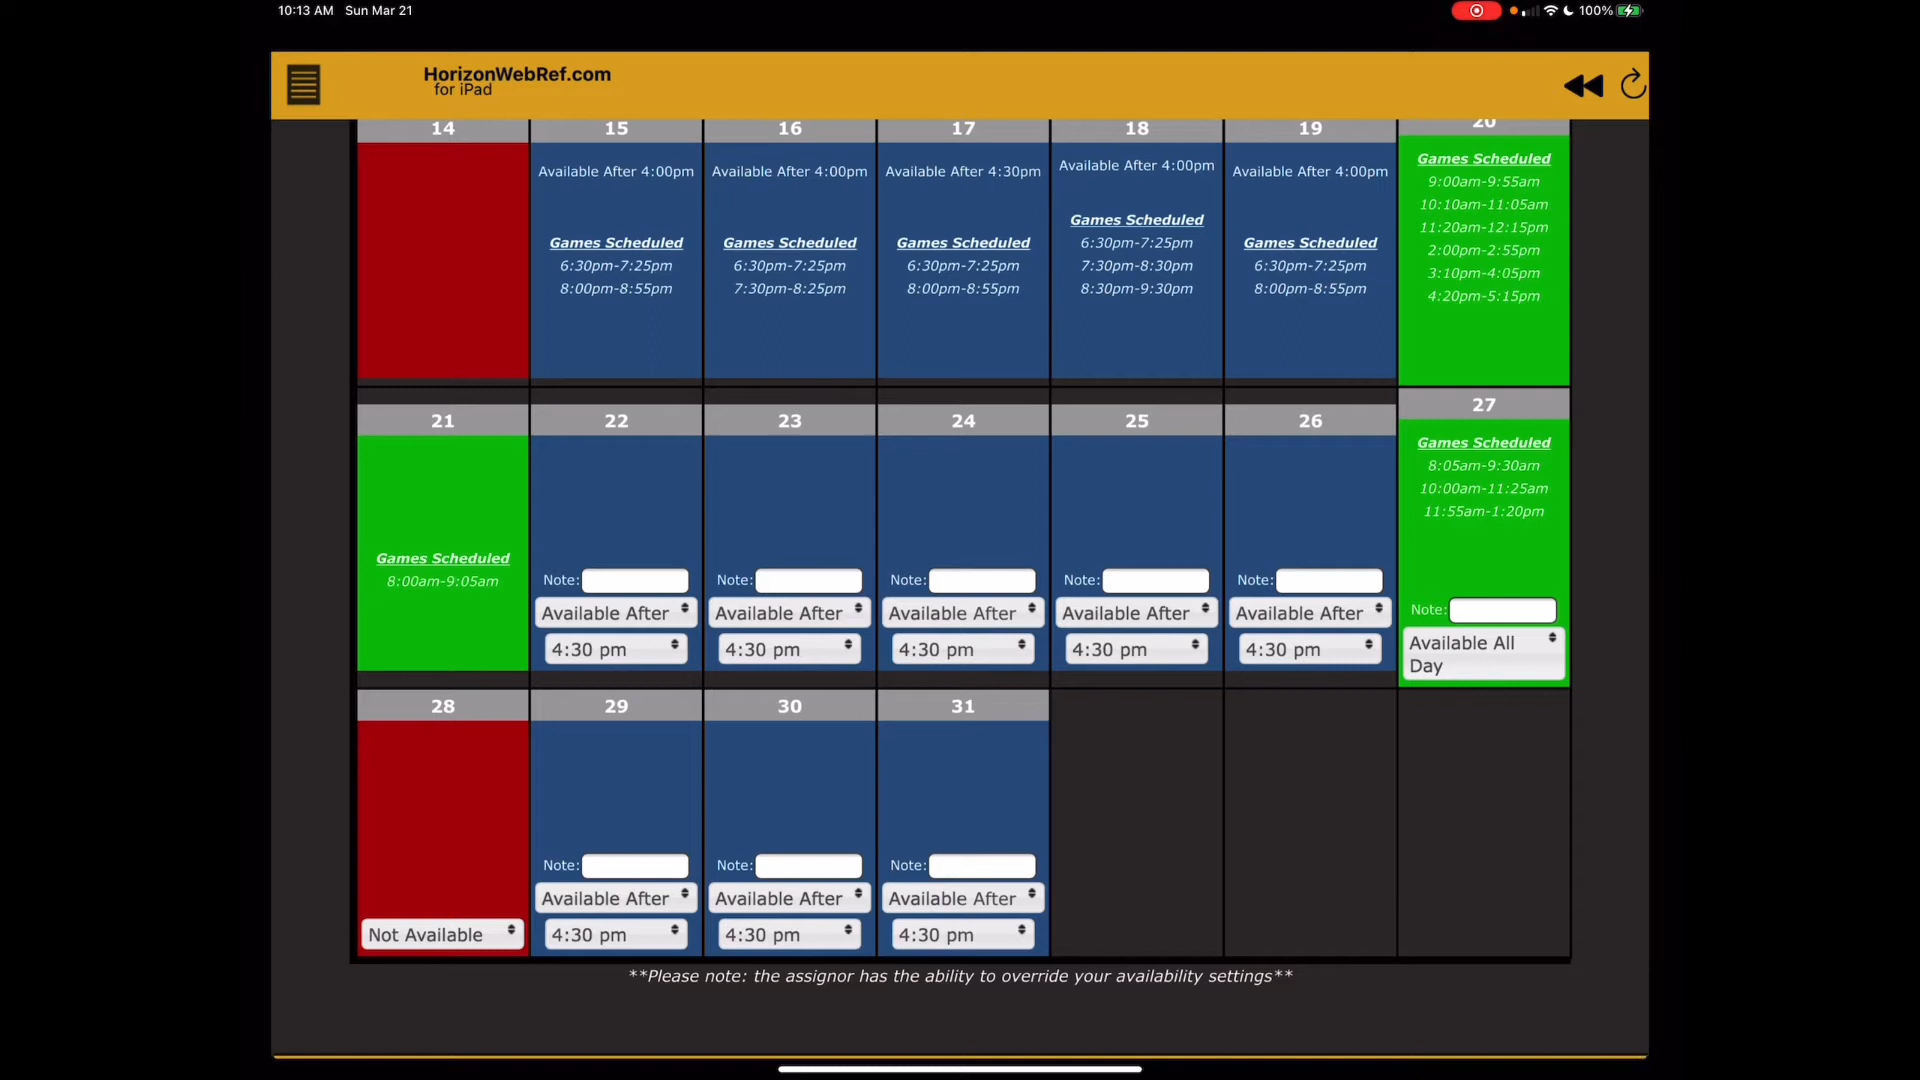 10:13 AM Sun Mar 21
100%
HorizonWebRef.com
for iPad
14 15 16 17 18 19 20
Available After 4:00pm
Games Scheduled
6:30pm-7:25pm
8:00pm-8:55pm
Available After 4:00pm
Games Scheduled
6:30pm-7:25pm
7:30pm-8:25pm
Available After 4:30pm
Games Scheduled
6:30pm-7:25pm
8:00pm-8:55pm
Available After 4:00pm
Games Scheduled
6:30pm-7:25pm
7:30pm-8:30pm
8:30pm-9:30pm
Available After 4:00pm
Games Scheduled
6:30pm-7:25pm
8:00pm-8:55pm
Games Scheduled
9:00am-9:55am
10:10am-11:05am
11:20am-12:15pm
2:00pm-2:55pm
3:10pm-4:05pm
4:20pm-5:15pm
21 22 23 24 25 26 27
Games Scheduled
8:00am-9:05am
Note:
Available After
4:30 pm
Note:
Available After
4:30 pm
Note:
Available After
4:30 pm
Note:
Available After
4:30 pm
Note:
Available After
4:30 pm
Games Scheduled
8:05am-9:30am
10:00am-11:25am
11:55am-1:20pm
Note:
Available All
Day
28 29 30 31
Not Available
Note:
Available After
4:30 pm
Note:
Available After
4:30 pm
Note:
Available After
4:30 pm
**Please note: the assignor has the ability to override your availability settings**